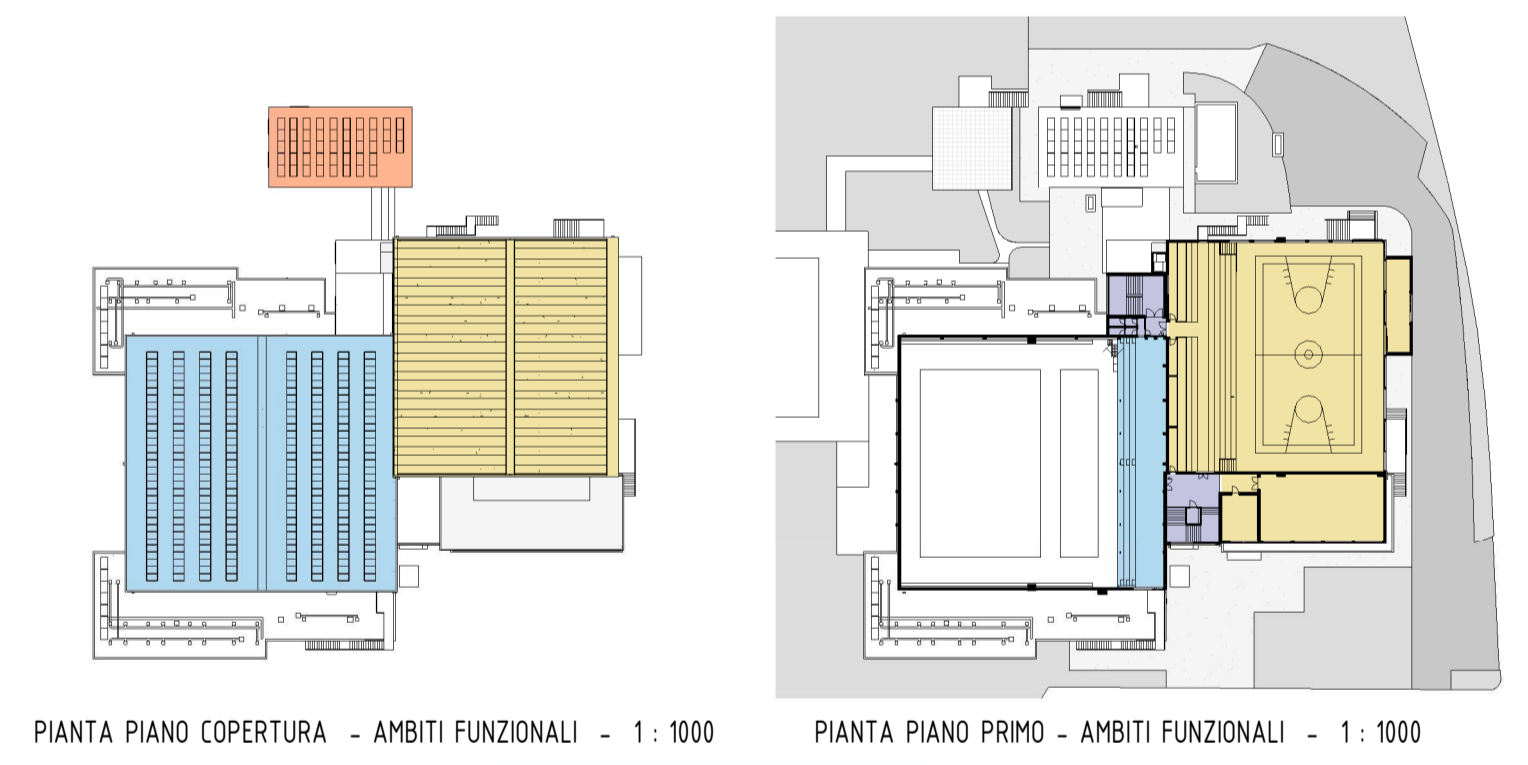 PIANTA PIANO COPERTURA - AMBITI FUNZIONALI - 1 : 1000
PIANTA PIANO PRIMO - AMBITI FUNZIONALI - 1 : 1000